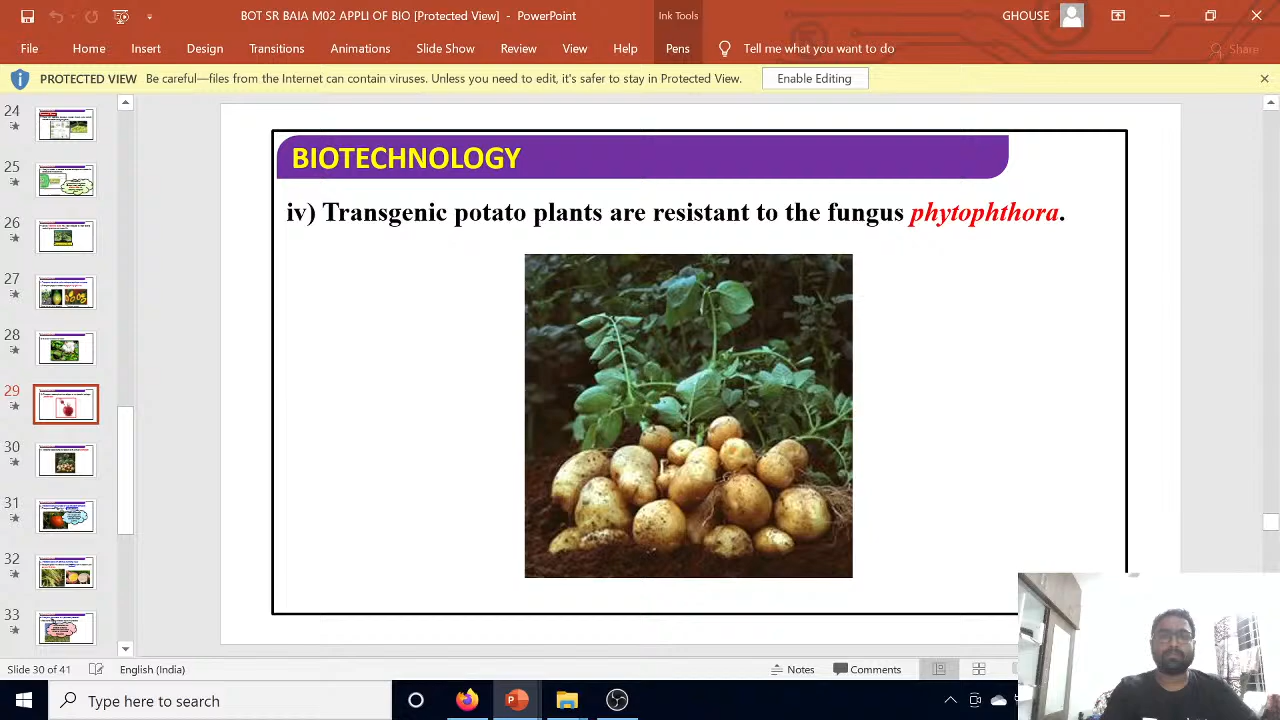 BOT SR BAIA M02 APPLI OF BIO [Protected View] - PowerPoint
Ink Tools
GHOUSE
File Home Insert Design Transitions Animations Slide Show Review View Help Pens Tell me what you want to do Share
PROTECTED VIEW Be careful—files from the Internet can contain viruses. Unless you need to edit, it's safer to stay in Protected View. Enable Editing
24
25
26
27
28
29
30
31
32
33
BIOTECHNOLOGY
iv) Transgenic potato plants are resistant to the fungus phytophthora.
Slide 30 of 41 English (India) Notes Comments
Type here to search